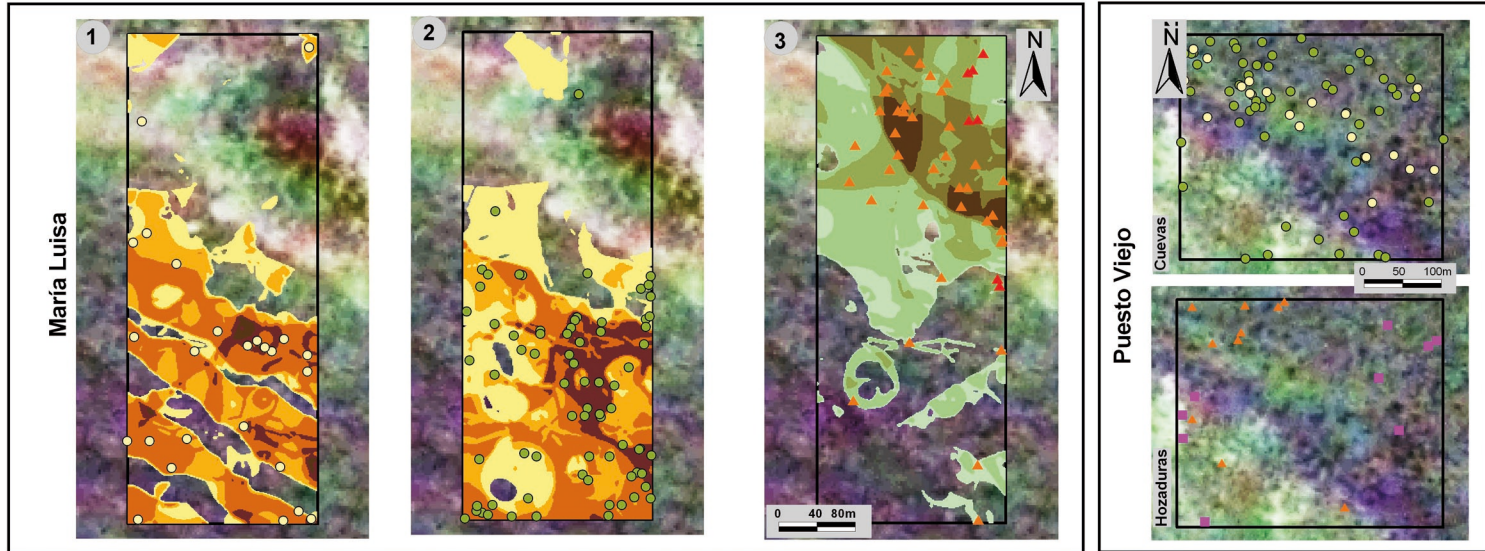 María Luisa
1
2
3
N
0 40 80m
Puesto Viejo
N
Cuevas
0 50 100m
Hozaduras